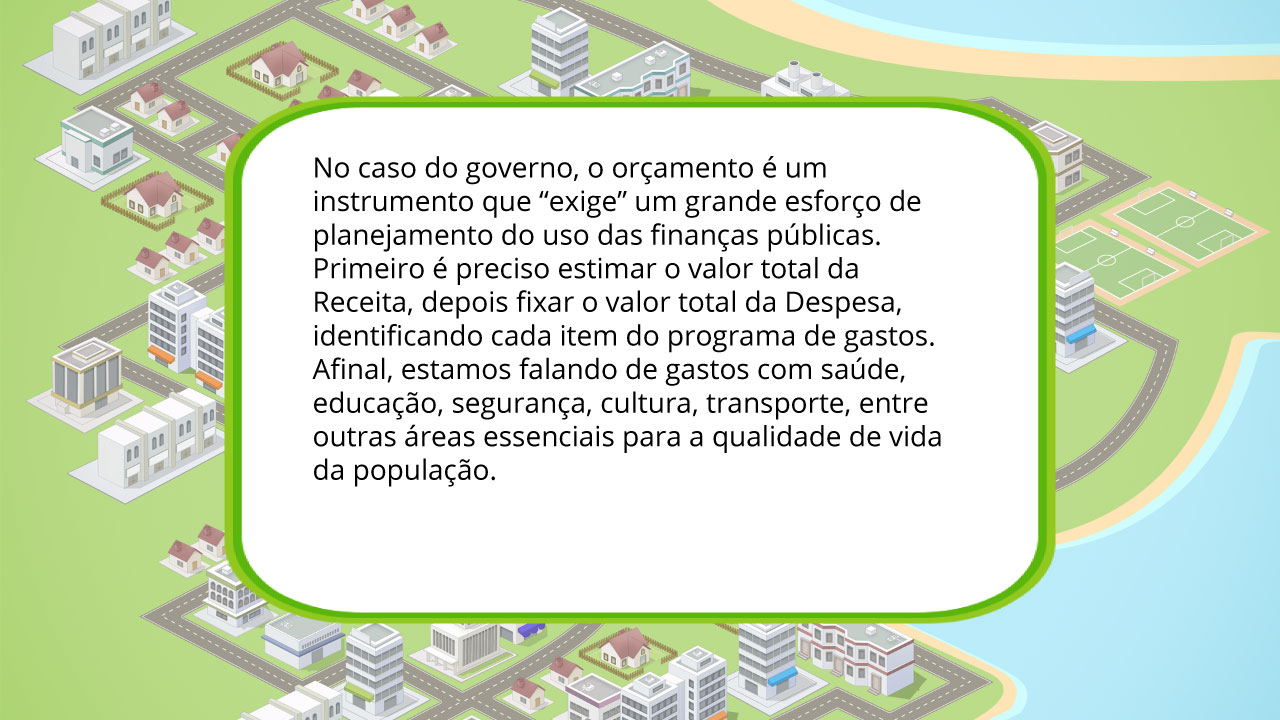 No caso do governo, o orçamento é um
instrumento que “exige” um grande esforço de
planejamento do uso das finanças públicas.
Primeiro é preciso estimar o valor total da
Receita, depois fixar o valor total da Despesa,
identificando cada item do programa de gastos.
Afinal, estamos falando de gastos com saúde,
educação, segurança, cultura, transporte, entre
outras áreas essenciais para a qualidade de vida
da população.